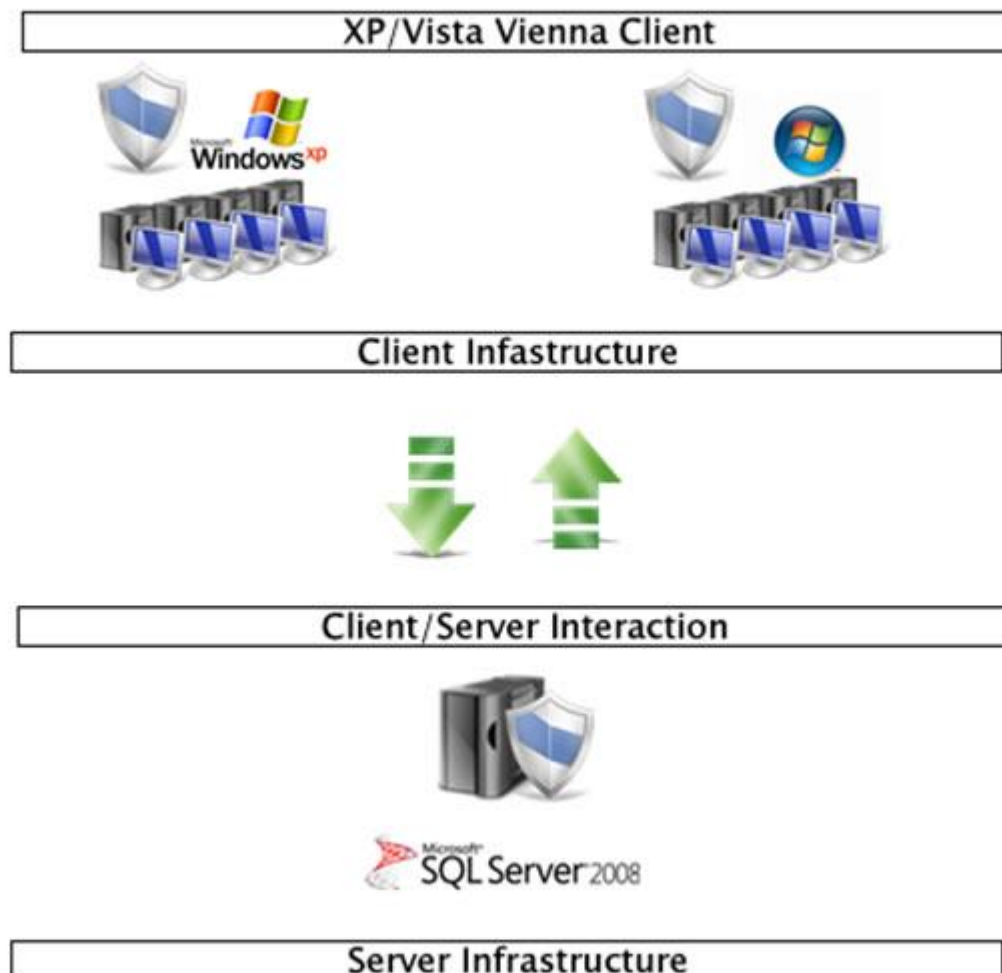 XP/Vista Vienna Client
Microsoft
Windows xp
Client Infastructure
Client/Server Interaction
Microsoft
SQL Server 2008
Server Infrastructure